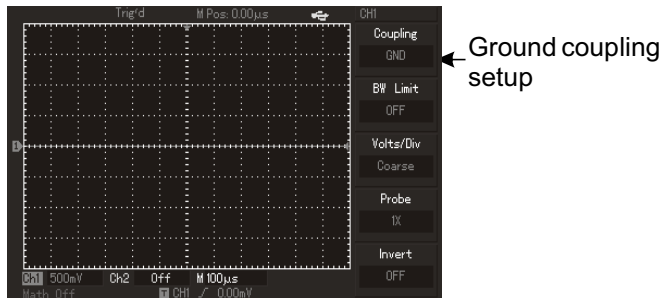 Trig'd M Pos: 0.00µs CH1
Coupling
GND
Ground coupling
setup
BW Limit
OFF
1
Volts/Div
Coarse
Probe
1X
Invert
OFF
Ch1 500mV Ch2 Off M 100µs
Math Off T CH1 0.00mV